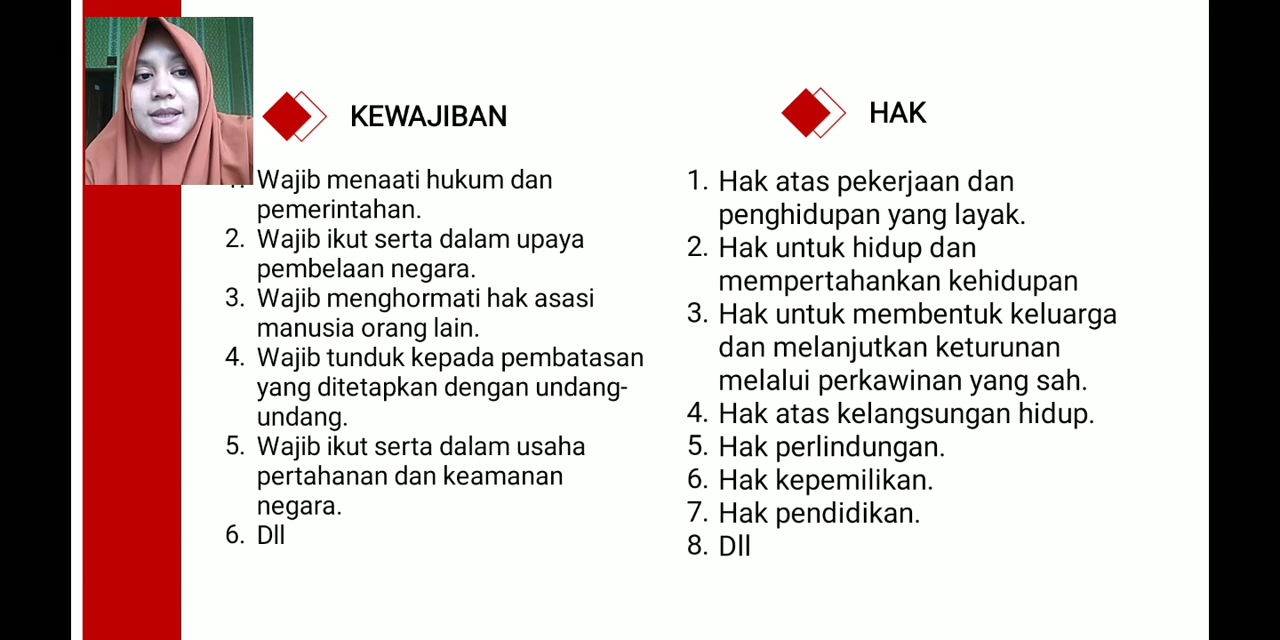 KEWAJIBAN
1. Wajib menaati hukum dan
pemerintahan.
2. Wajib ikut serta dalam upaya
pembelaan negara.
3. Wajib menghormati hak asasi
manusia orang lain.
4. Wajib tunduk kepada pembatasan
yang ditetapkan dengan undang-
undang.
5. Wajib ikut serta dalam usaha
pertahanan dan keamanan
negara.
6. Dll
HAK
1. Hak atas pekerjaan dan
penghidupan yang layak.
2. Hak untuk hidup dan
mempertahankan kehidupan
3. Hak untuk membentuk keluarga
dan melanjutkan keturunan
melalui perkawinan yang sah.
4. Hak atas kelangsungan hidup.
5. Hak perlindungan.
6. Hak kepemilikan.
7. Hak pendidikan.
8. Dll